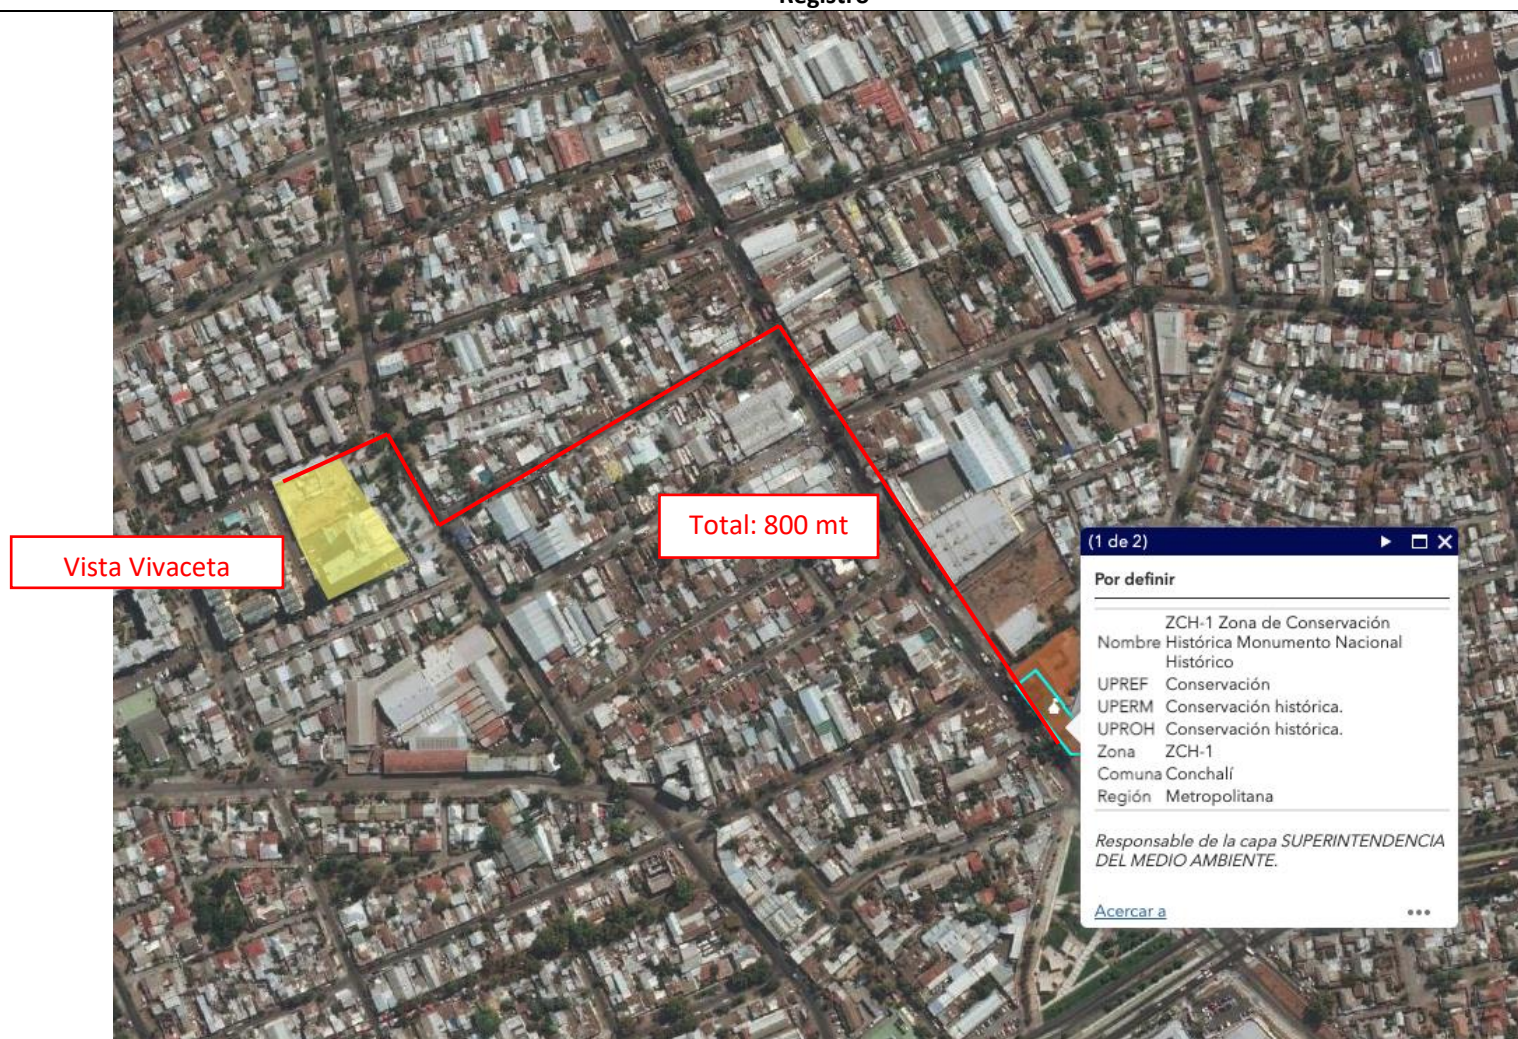 Registro
Vista Vivaceta
Total: 800 mt
(1 de 2)
Por definir
ZCH-1 Zona de Conservación
Nombre Histórica Monumento Nacional
Histórico
UPREF Conservación
UPERM Conservación histórica.
UPROH Conservación histórica.
Zona ZCH-1
Comuna Conchalí
Región Metropolitana
Responsable de la capa SUPERINTENDENCIA
DEL MEDIO AMBIENTE.
Acercar a